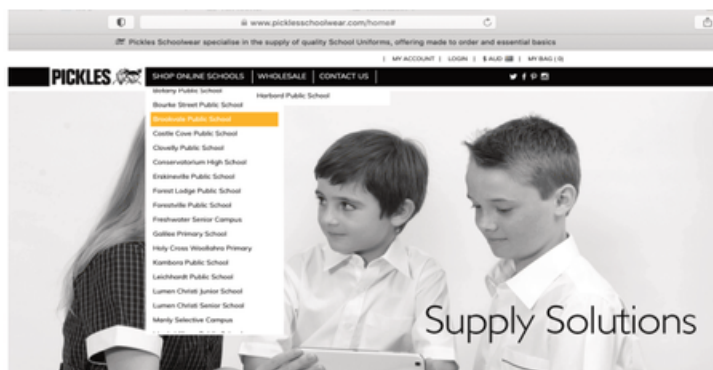 www.picklesschoolwear.com/home#
Pickles Schoolwear specialise in the supply of quality School Uniforms, offering made to order and essential basics
| MY ACCOUNT | LOGIN | $ AUD | MY BAG ( 0)
PICKLES
SHOP ONLINE SCHOOLS | WHOLESALE | CONTACT US |
Botany Public School
Harbord Public School
Bourke Street Public School
Brookvale Public School
Castle Cove Public School
Clovelly Public School
Conservatorium High School
Erskineville Public School
Forest Lodge Public School
Forestville Public School
Freshwater Senior Campus
Galilee Primary School
Holy Cross Woollahra Primary
Kambora Public School
Leichhardt Public School
Lumen Christi Junior School
Lumen Christi Senior School
Manly Selective Campus
Supply Solutions